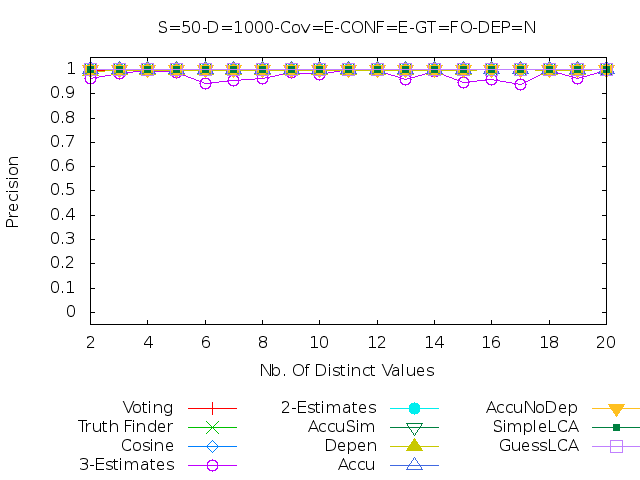 S=50-D=1000-Cov=E-CONF=E-GT=FO-DEP=N
1
0.9
0.8
0.7
0.6
0.5
0.4
0.3
0.2
0.1
0
Precision
2 4 6 8 10 12 14 16 18 20
Nb. Of Distinct Values
Voting 2-Estimates AccuNoDep
Truth Finder AccuSim SimpleLCA
Cosine Depen GuessLCA
3-Estimates Accu